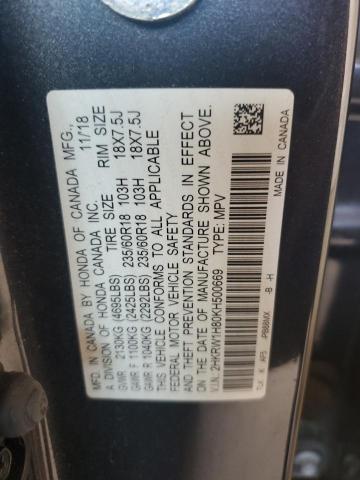 MFD. IN CANADA BY HONDA OF CANADA MFG., 11/18
A DIVISION OF HONDA CANADA INC.
TIRE SIZE RIM SIZE
GVWR 2130KG (4695LBS)
GAWR F 1100KG (2425LBS) 235/60R18 103H 18X7.5J
GAWR R 1040KG (2292LBS) 235/60R18 103H 18X7.5J
THIS VEHICLE CONFORMS TO ALL APPLICABLE
FEDERAL MOTOR VEHICLE SAFETY
AND THEFT PREVENTION STANDARDS IN EFFECT
ON THE DATE OF MANUFACTURE SHOWN ABOVE.
V.I.N.: 2HKRW1H80KH500669 TYPE: MPV
-B -H
CANADA